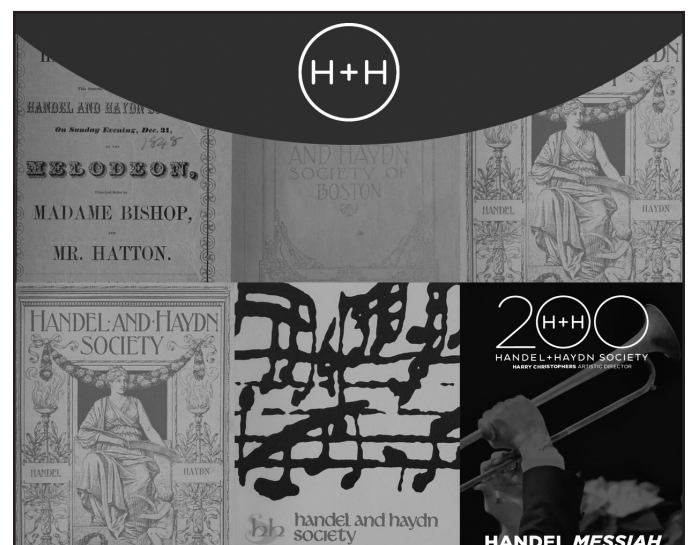 H+H
HANDEL AND HAYDN
On Sunday Evening, Dec. 31,
1848
MELODEON,
MADAME BISHOP,
AND
MR. HATTON.
AND HAYDN
SOCIETY OF
BOSTON
HANDEL
HAYDN
HANDEL·AND·HAYDN
SOCIETY
HANDEL
HAYDN
hh
handel and haydn
society
200
H+H
HANDEL+HAYDN SOCIETY
HARRY CHRISTOPHERS ARTISTIC DIRECTOR
HANDEL MESSIAH